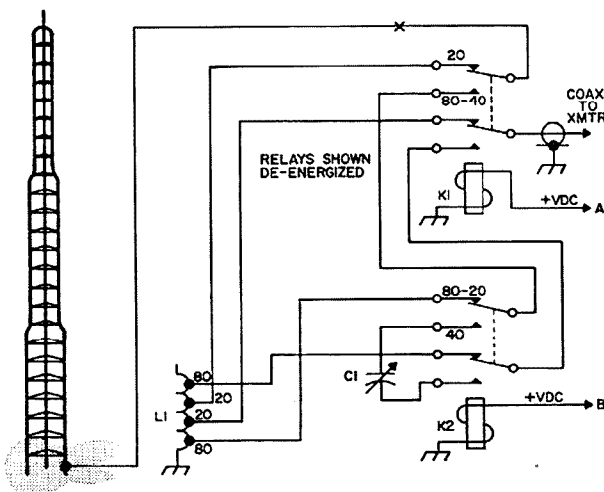 20
80-40
COAX
TO
XMTR
RELAYS SHOWN
DE-ENERGIZED
K1
+VDC
A
80-20
40
C1
80
20
20
80
L1
K2
+VDC
B